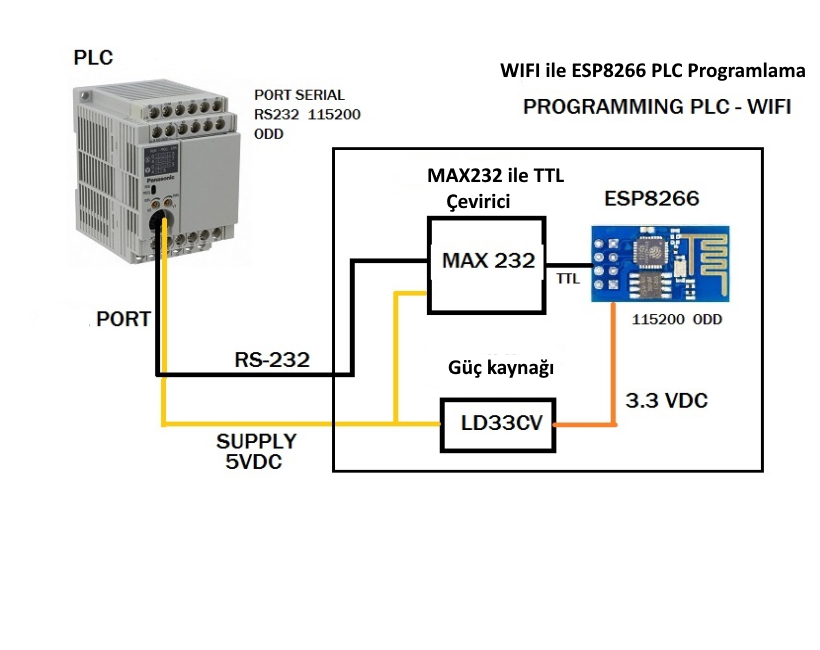 PLC
WIFI ile ESP8266 PLC Programlama
PROGRAMMING PLC - WIFI
PORT SERIAL
RS232 115200
ODD
Panasonic
MAX232 ile TTL
Çevirici
ESP8266
MAX 232
TTL
115200 ODD
PORT
RS-232
Güç kaynağı
3.3 VDC
LD33CV
SUPPLY
5VDC